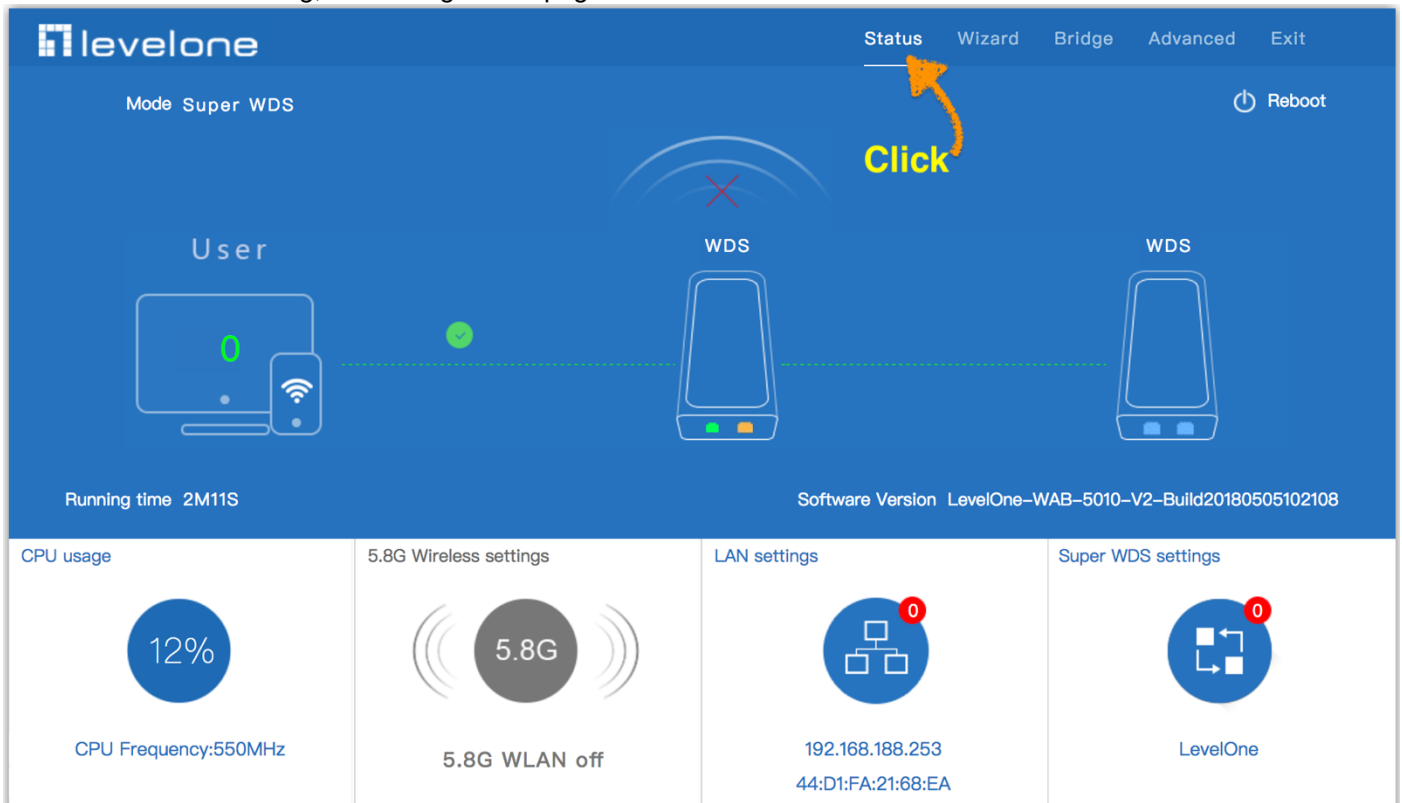 levelone
Status Wizard Bridge Advanced Exit
Mode Super WDS
Reboot
Click
User
WDS
WDS
0
Running time 2M11S
Software Version LevelOne-WAB-5010-V2-Build20180505102108
CPU usage
5.8G Wireless settings
LAN settings
Super WDS settings
12%
5.8G
0
0
CPU Frequency:550MHz
5.8G WLAN off
192.168.188.253
44:D1:FA:21:68:EA
LevelOne